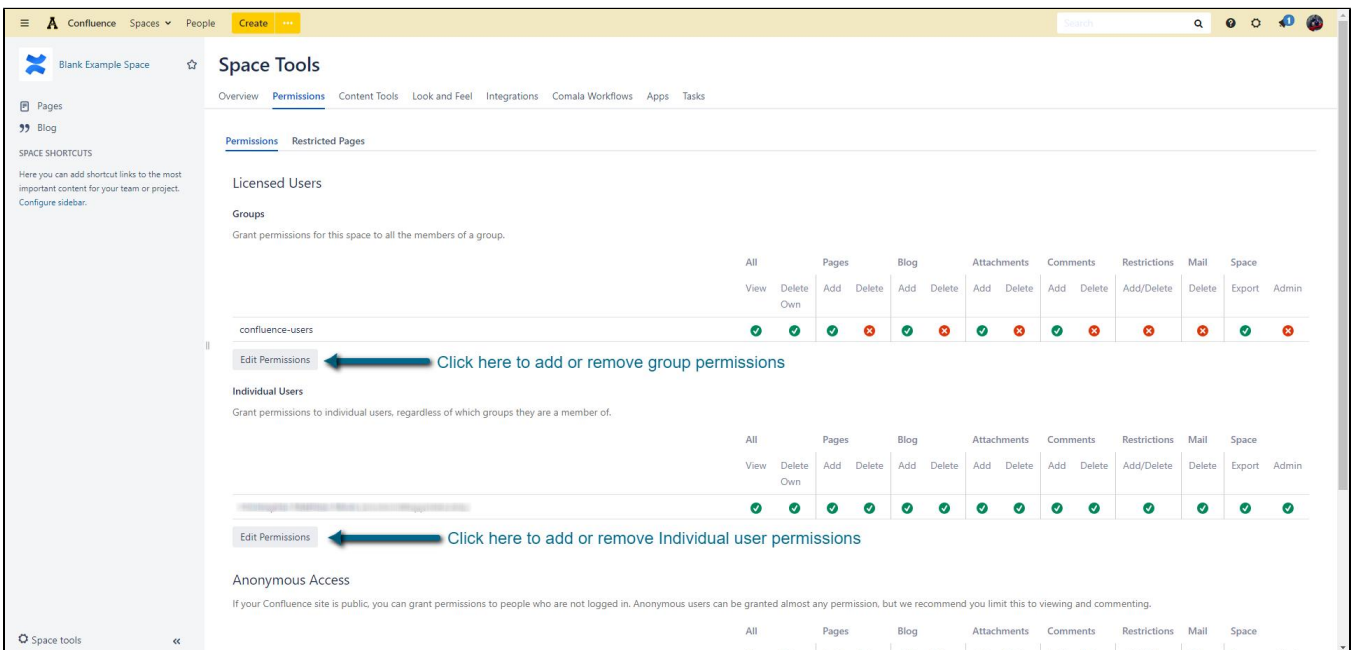 Confluence Spaces People Create ··· Search
1
Blank Example Space
Space Tools
Overview Permissions Content Tools Look and Feel Integrations Comala Workflows Apps Tasks
Pages
Blog
SPACE SHORTCUTS
Here you can add shortcut links to the most
important content for your team or project.
Configure sidebar.
Permissions Restricted Pages
Licensed Users
Groups
Grant permissions for this space to all the members of a group.
All Pages Blog Attachments Comments Restrictions Mail Space
View Delete Own Add Delete Add Delete Add Delete Add Delete Add/Delete Delete Export Admin
confluence-users
Edit Permissions Click here to add or remove group permissions
Individual Users
Grant permissions to individual users, regardless of which groups they are a member of.
All Pages Blog Attachments Comments Restrictions Mail Space
View Delete Own Add Delete Add Delete Add Delete Add Delete Add/Delete Delete Export Admin
Edit Permissions Click here to add or remove Individual user permissions
Anonymous Access
If your Confluence site is public, you can grant permissions to people who are not logged in. Anonymous users can be granted almost any permission, but we recommend you limit this to viewing and commenting.
All Pages Blog Attachments Comments Restrictions Mail Space
Space tools «